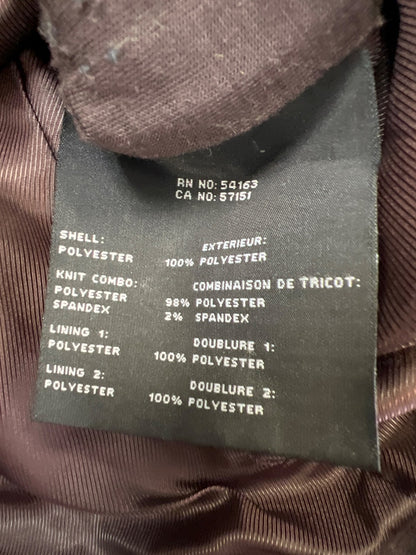 RN NO: 54163
CA NO: 57151
SHELL: EXTERIEUR:
POLYESTER 100% POLYESTER
KNIT COMBO: COMBINAISON DE TRICOT:
POLYESTER 98% POLYESTER
SPANDEX 2% SPANDEX
LINING 1: DOUBLURE 1:
POLYESTER 100% POLYESTER
LINING 2: DOUBLURE 2:
POLYESTER 100% POLYESTER